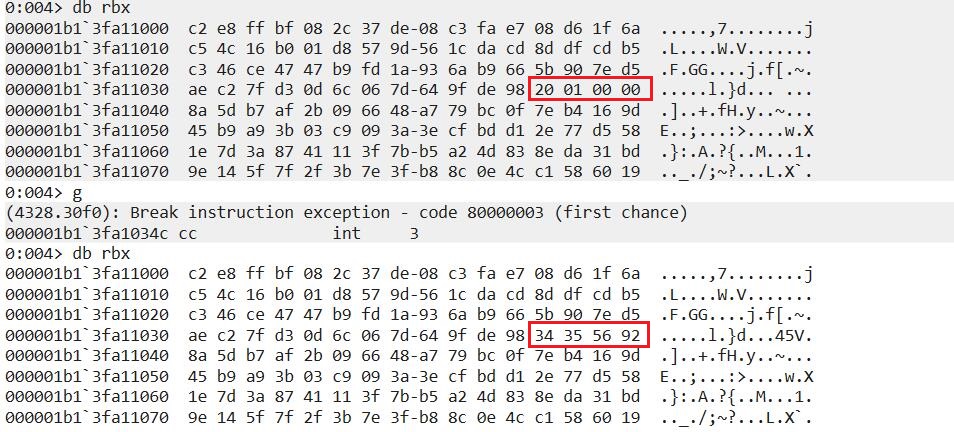 0:004> db rbx
000001b1`3fa11000  c2 e8 ff bf 08 2c 37 de-08 c3 fa e7 08 d6 1f 6a  .....,7........j
000001b1`3fa11010  c5 4c 16 b0 01 d8 57 9d-56 1c da cd 8d df cd b5  .L....W.V.......
000001b1`3fa11020  c3 46 ce 47 47 b9 fd 1a-93 6a b9 66 5b 90 7e d5  .F.GG....j.f[.~.
000001b1`3fa11030  ae c2 7f d3 0d 6c 06 7d-64 9f de 98 20 01 00 00  .....l.}d... ...
000001b1`3fa11040  8a 5d b7 af 2b 09 66 48-a7 79 bc 0f 7e b4 16 9d  .]..+.fH.y..~...
000001b1`3fa11050  45 b9 a9 3b 03 c9 09 3a-3e cf bd d1 2e 77 d5 58  E..;...:>....w.X
000001b1`3fa11060  1e 7d 3a 87 41 11 3f 7b-b5 a2 4d 83 8e da 31 bd  .}:.A.?{..M...1.
000001b1`3fa11070  9e 14 5f 7f 2f 3b 7e 3f-b8 8c 0e 4c c1 58 60 19  .._./;~?...L.X`.
0:004> g
(4328.30f0): Break instruction exception - code 80000003 (first chance)
000001b1`3fa1034c cc              int     3
0:004> db rbx
000001b1`3fa11000  c2 e8 ff bf 08 2c 37 de-08 c3 fa e7 08 d6 1f 6a  .....,7........j
000001b1`3fa11010  c5 4c 16 b0 01 d8 57 9d-56 1c da cd 8d df cd b5  .L....W.V.......
000001b1`3fa11020  c3 46 ce 47 47 b9 fd 1a-93 6a b9 66 5b 90 7e d5  .F.GG....j.f[.~.
000001b1`3fa11030  ae c2 7f d3 0d 6c 06 7d-64 9f de 98 34 35 56 92  .....l.}d...45V.
000001b1`3fa11040  8a 5d b7 af 2b 09 66 48-a7 79 bc 0f 7e b4 16 9d  .]..+.fH.y..~...
000001b1`3fa11050  45 b9 a9 3b 03 c9 09 3a-3e cf bd d1 2e 77 d5 58  E..;...:>....w.X
000001b1`3fa11060  1e 7d 3a 87 41 11 3f 7b-b5 a2 4d 83 8e da 31 bd  .}:.A.?{..M...1.
000001b1`3fa11070  9e 14 5f 7f 2f 3b 7e 3f-b8 8c 0e 4c c1 58 60 19  .._./;~?...L.X`.